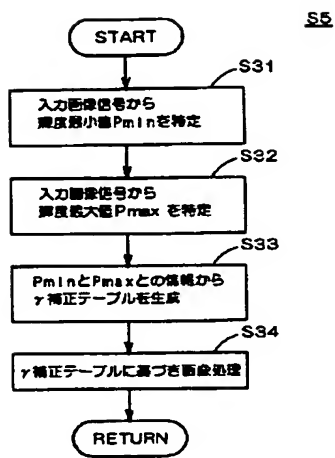 S5
START
S31
入力画像信号から
輝度最小値Pminを特定
S32
入力画像信号から
輝度最大値Pmax を特定
S33
PminとPmaxとの情報から
γ補正テーブルを生成
S34
γ補正テーブルに基づき画像処理
RETURN